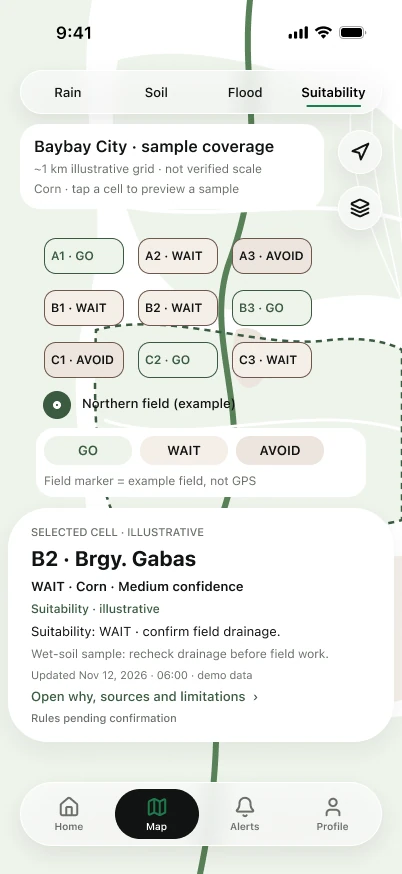 9:41
Rain Soil Flood Suitability
Baybay City · sample coverage
~1 km illustrative grid · not verified scale
Corn · tap a cell to preview a sample
A1 · GO A2 · WAIT A3 · AVOID
B1 · WAIT B2 · WAIT B3 · GO
C1 · AVOID C2 · GO C3 · WAIT
Northern field (example)
GO WAIT AVOID
Field marker = example field, not GPS
SELECTED CELL · ILLUSTRATIVE
B2 · Brgy. Gabas
WAIT · Corn · Medium confidence
Suitability · illustrative
Suitability: WAIT · confirm field drainage.
Wet-soil sample: recheck drainage before field work.
Updated Nov 12, 2026 · 06:00 · demo data
Open why, sources and limitations ›
Rules pending confirmation
Home Map Alerts Profile